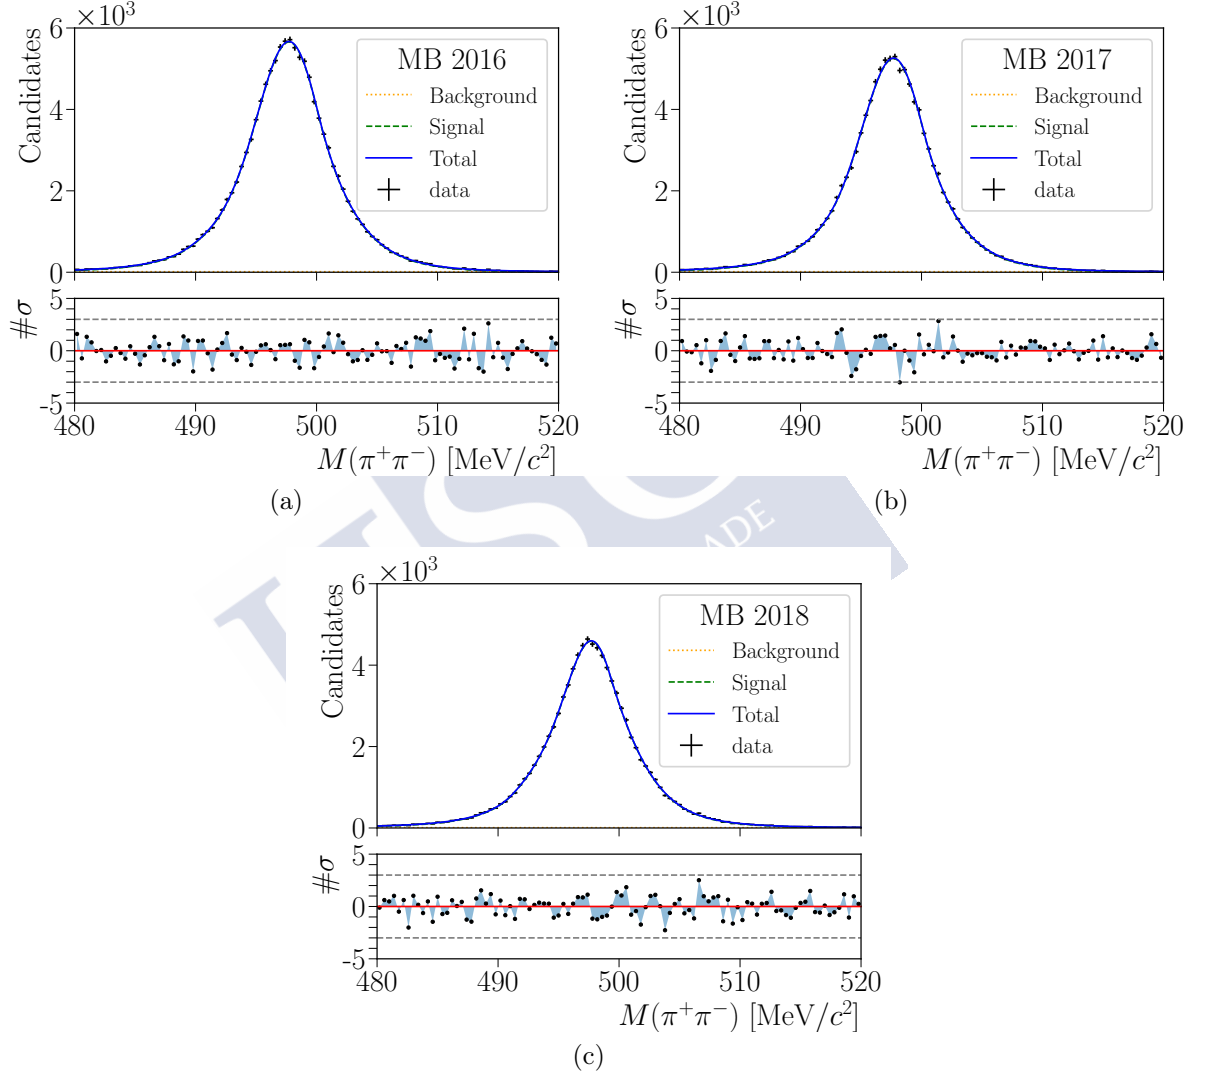 ×10³
6
4
2
0
Candidates
MB 2016
Background
Signal
Total
data
5
0
-5
#σ
480 490 500 510 520
M(π⁺π⁻) [MeV/c²]
(a)
×10³
6
4
2
0
MB 2017
Background
Signal
Total
data
5
0
-5
#σ
480 490 500 510 520
M(π⁺π⁻) [MeV/c²]
(b)
ADE
×10³
6
4
2
0
Candidates
MB 2018
Background
Signal
Total
data
5
0
-5
#σ
480 490 500 510 520
M(π⁺π⁻) [MeV/c²]
(c)